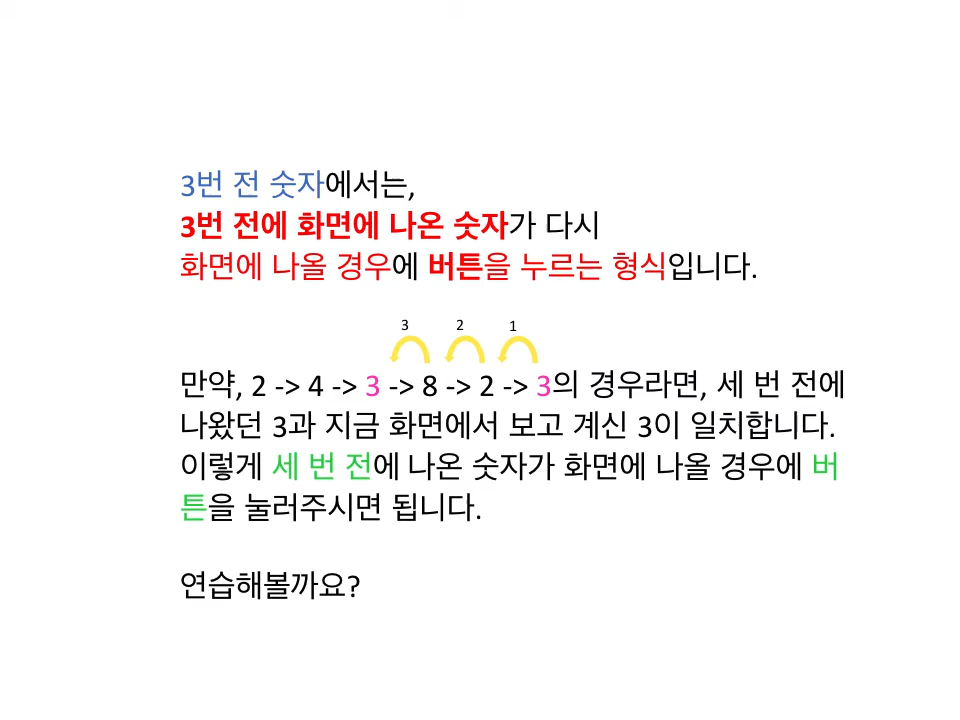 3번 전 숫자에서는,
3번 전에 화면에 나온 숫자가 다시
화면에 나올 경우에 버튼을 누르는 형식입니다.
3 2 1
만약, 2 -> 4 -> 3 -> 8 -> 2 -> 3의 경우라면, 세 번 전에
나왔던 3과 지금 화면에서 보고 계신 3이 일치합니다.
이렇게 세 번 전에 나온 숫자가 화면에 나올 경우에 버
튼을 눌러주시면 됩니다.
연습해볼까요?